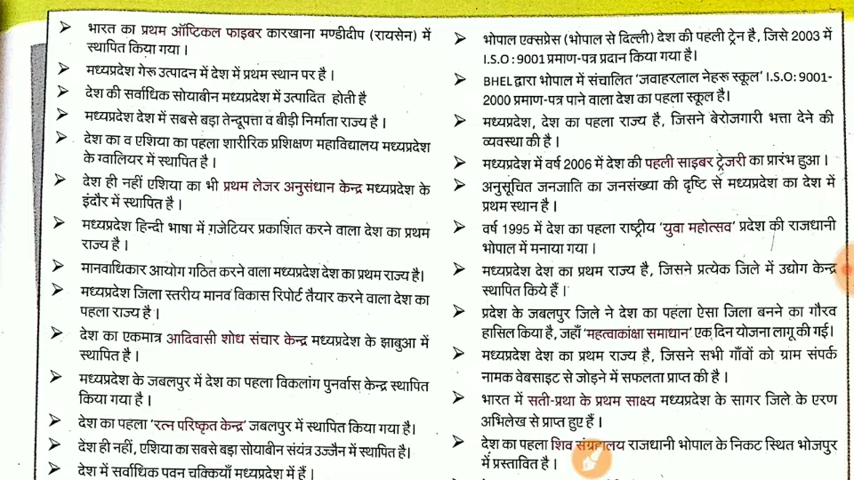 ➢ भारत का प्रथम ऑप्टिकल फाइबर कारखाना मण्डीदीप (रायसेन) में
स्थापित किया गया।
➢ मध्यप्रदेश गेरू उत्पादन में देश में प्रथम स्थान पर है।
➢ देश की सर्वाधिक सोयाबीन मध्यप्रदेश में उत्पादित होती है
➢ मध्यप्रदेश देश में सबसे बड़ा तेन्दूपत्ता व बीड़ी निर्माता राज्य है।
➢ देश का व एशिया का पहला शारीरिक प्रशिक्षण महाविद्यालय मध्यप्रदेश
के ग्वालियर में स्थापित है।
➢ देश ही नहीं एशिया का भी प्रथम लेजर अनुसंधान केन्द्र मध्यप्रदेश के
इंदौर में स्थापित है।
➢ मध्यप्रदेश हिन्दी भाषा में गजेटियर प्रकाशित करने वाला देश का प्रथम
राज्य है।
➢ मानवाधिकार आयोग गठित करने वाला मध्यप्रदेश देश का प्रथम राज्य है।
➢ मध्यप्रदेश जिला स्तरीय मानव विकास रिपोर्ट तैयार करने वाला देश का
पहला राज्य है।
➢ देश का एकमात्र आदिवासी शोध संचार केन्द्र मध्यप्रदेश के झाबुआ में
स्थापित है।
➢ मध्यप्रदेश के जबलपुर में देश का पहला विकलांग पुनर्वास केन्द्र स्थापित
किया गया है।
➢ देश का पहला 'रत्न परिष्कृत केन्द्र' जबलपुर में स्थापित किया गया है।
➢ देश ही नहीं, एशिया का सबसे बड़ा सोयाबीन संयंत्र उज्जैन में स्थापित है।
➢ देश में सर्वाधिक पवन चक्कियाँ मध्यप्रदेश में हैं।
➢ भोपाल एक्सप्रेस (भोपाल से दिल्ली) देश की पहली ट्रेन है, जिसे 2003 में
I.S.O : 9001 प्रमाण-पत्र प्रदान किया गया है।
➢ BHEL द्वारा भोपाल में संचालित 'जवाहरलाल नेहरू स्कूल' I.S.O: 9001-
2000 प्रमाण-पत्र पाने वाला देश का पहला स्कूल है।
➢ मध्यप्रदेश, देश का पहला राज्य है, जिसने बेरोजगारी भत्ता देने की
व्यवस्था की है।
➢ मध्यप्रदेश में वर्ष 2006 में देश की पहली साइबर ट्रेजरी का प्रारंभ हुआ।
➢ अनुसूचित जनजाति का जनसंख्या की दृष्टि से मध्यप्रदेश का देश में
प्रथम स्थान है।
➢ वर्ष 1995 में देश का पहला राष्ट्रीय 'युवा महोत्सव' प्रदेश की राजधानी
भोपाल में मनाया गया।
➢ मध्यप्रदेश देश का प्रथम राज्य है, जिसने प्रत्येक जिले में उद्योग केन्द्र
स्थापित किये हैं।
➢ प्रदेश के जबलपुर जिले ने देश का पहला ऐसा जिला बनने का गौरव
हासिल किया है, जहाँ 'महत्वाकांक्षा समाधान' एक दिन योजना लागू की गई।
➢ मध्यप्रदेश देश का प्रथम राज्य है, जिसने सभी गाँवों को ग्राम संपर्क
नामक वेबसाइट से जोड़ने में सफलता प्राप्त की है।
➢ भारत में सती-प्रथा के प्रथम साक्ष्य मध्यप्रदेश के सागर जिले के एरण
अभिलेख से प्राप्त हुए हैं।
➢ देश का पहला शिव संग्रहालय राजधानी भोपाल के निकट स्थित भोजपुर
में प्रस्तावित है।